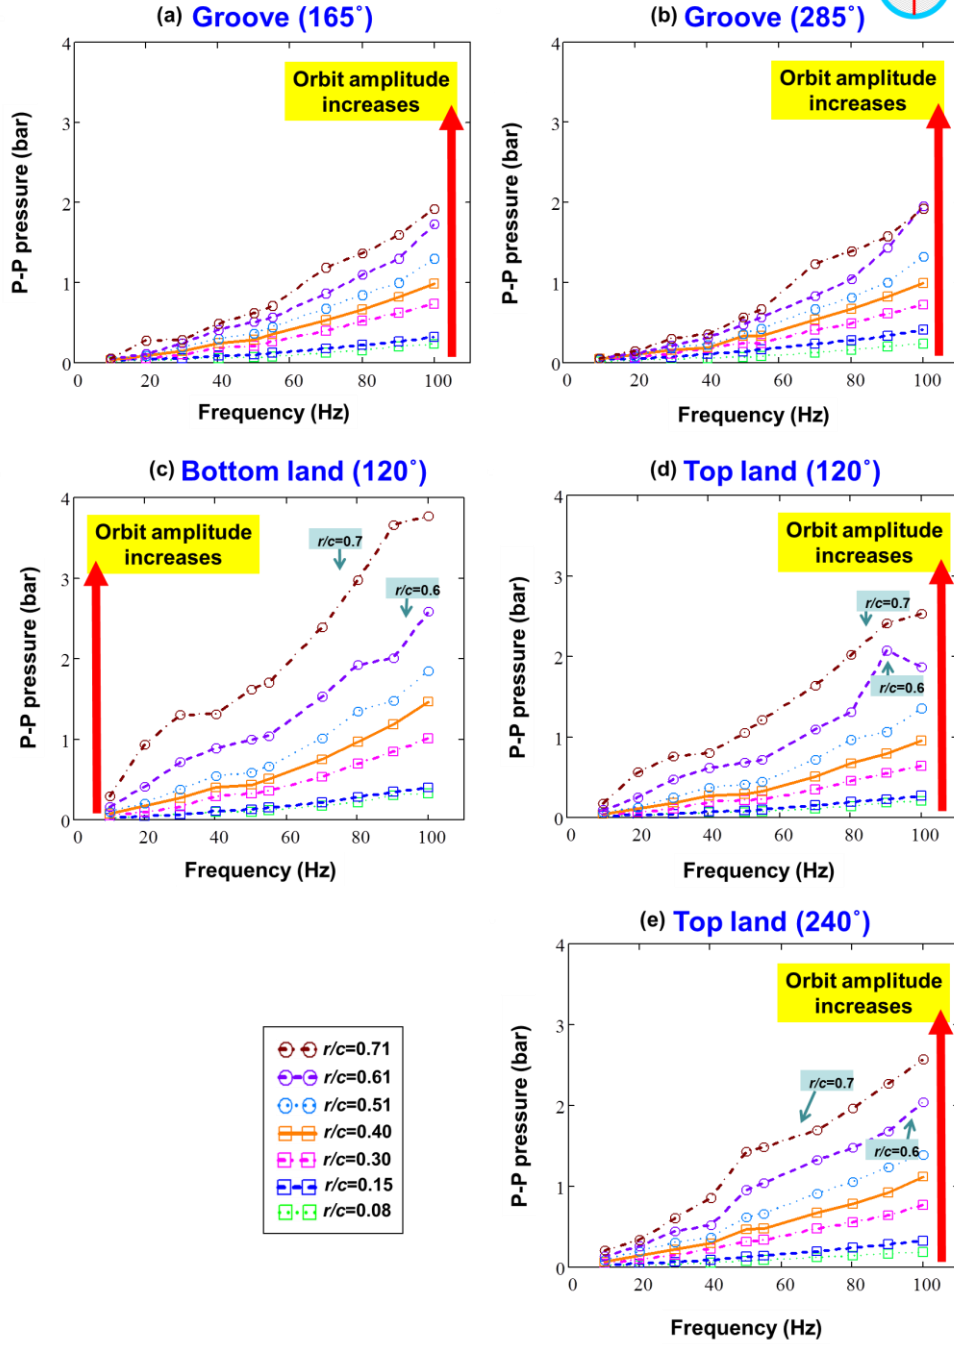 (a) Groove (165˚)
4
3
2
1
0
20
40
60
80
100
P-P pressure (bar)
Frequency (Hz)
Orbit amplitude
increases
(b) Groove (285˚)
4
3
2
1
0
0
20
40
60
80
100
P-P pressure (bar)
Frequency (Hz)
Orbit amplitude
increases
(c) Bottom land (120˚)
4
3
2
1
0
0
20
40
60
80
100
P-P pressure (bar)
Frequency (Hz)
Orbit amplitude
increases
r/c=0.7
r/c=0.6
(d) Top land (120˚)
4
3
2
1
0
0
20
40
60
80
100
P-P pressure (bar)
Frequency (Hz)
Orbit amplitude
increases
r/c=0.7
r/c=0.6
(e) Top land (240˚)
4
3
2
1
0
0
20
40
60
80
100
P-P pressure (bar)
Frequency (Hz)
Orbit amplitude
increases
r/c=0.7
r/c=0.6
r/c=0.71
r/c=0.61
r/c=0.51
r/c=0.40
r/c=0.30
r/c=0.15
r/c=0.08